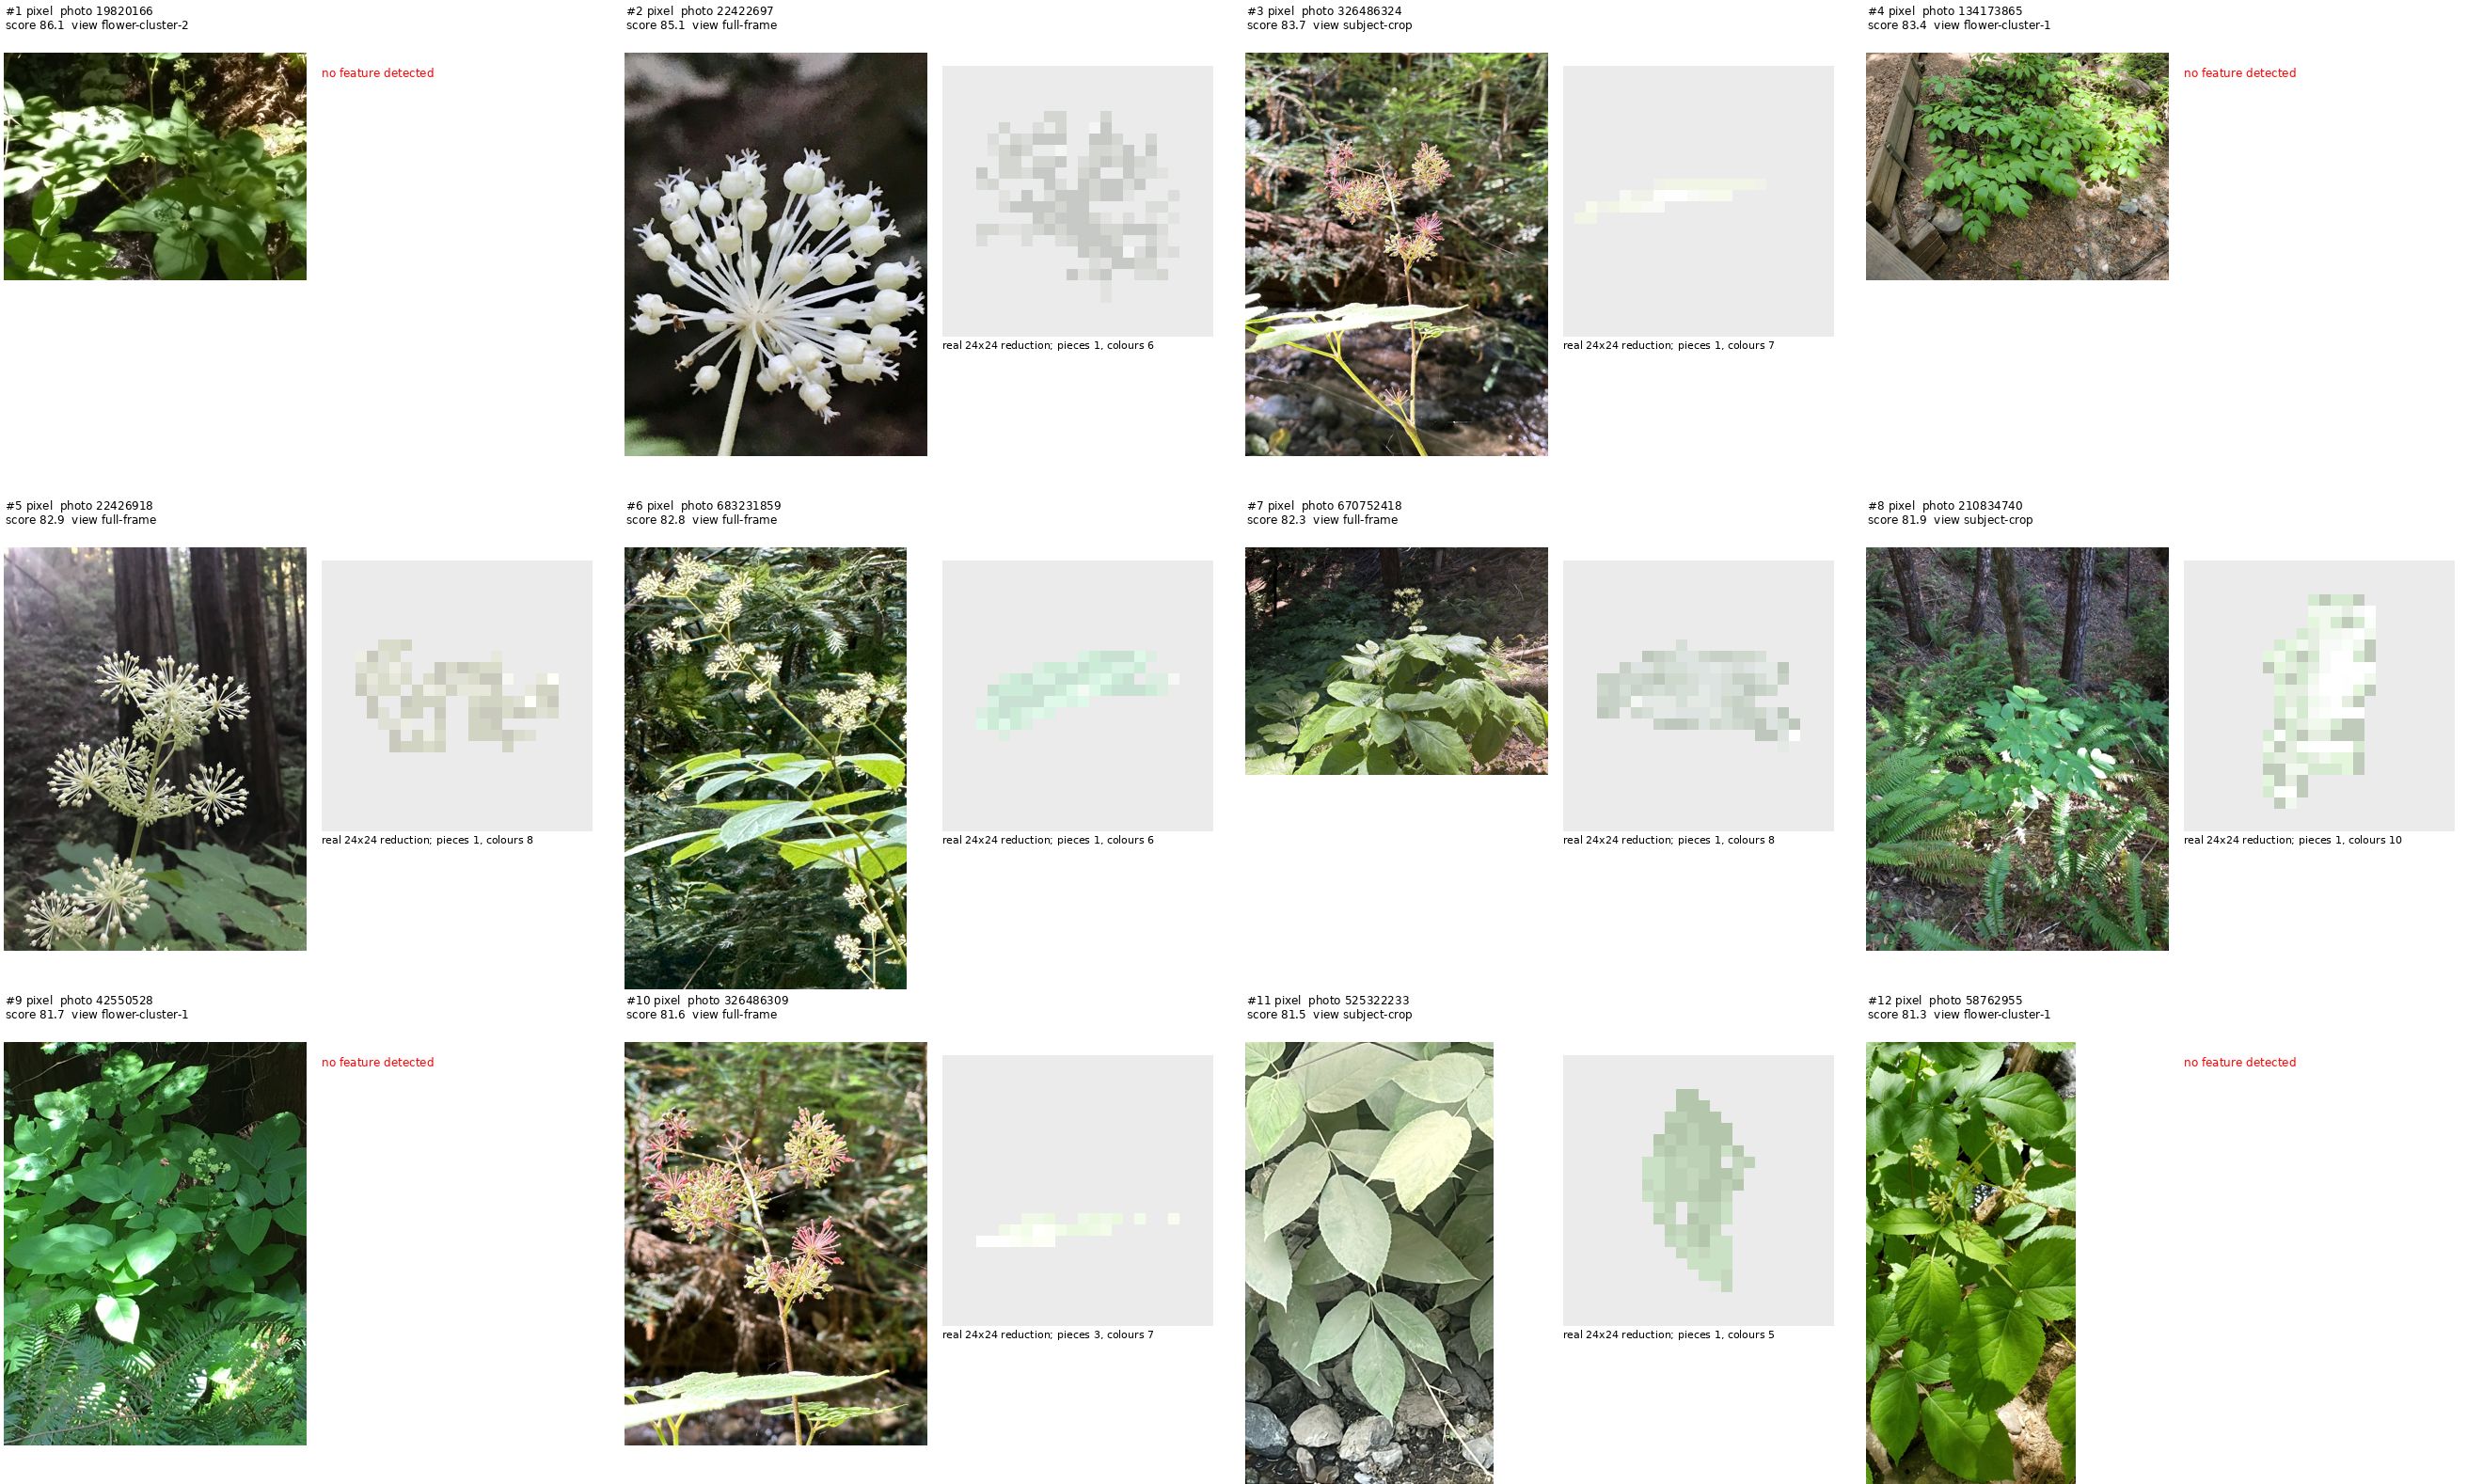 #1 pixel  photo 19820166
score 86.1  view flower-cluster-2
no feature detected
#2 pixel  photo 22422697
score 85.1  view full-frame
real 24x24 reduction; pieces 1, colours 6
#3 pixel  photo 326486324
score 83.7  view subject-crop
real 24x24 reduction; pieces 1, colours 7
#4 pixel  photo 134173865
score 83.4  view flower-cluster-1
no feature detected
#5 pixel  photo 22426918
score 82.9  view full-frame
real 24x24 reduction; pieces 1, colours 8
#6 pixel  photo 683231859
score 82.8  view full-frame
real 24x24 reduction; pieces 1, colours 6
#7 pixel  photo 670752418
score 82.3  view full-frame
real 24x24 reduction; pieces 1, colours 8
#8 pixel  photo 210834740
score 81.9  view subject-crop
real 24x24 reduction; pieces 1, colours 10
#9 pixel  photo 42550528
score 81.7  view flower-cluster-1
no feature detected
#10 pixel  photo 326486309
score 81.6  view full-frame
real 24x24 reduction; pieces 3, colours 7
#11 pixel  photo 525322233
score 81.5  view subject-crop
real 24x24 reduction; pieces 1, colours 5
#12 pixel  photo 58762955
score 81.3  view flower-cluster-1
no feature detected